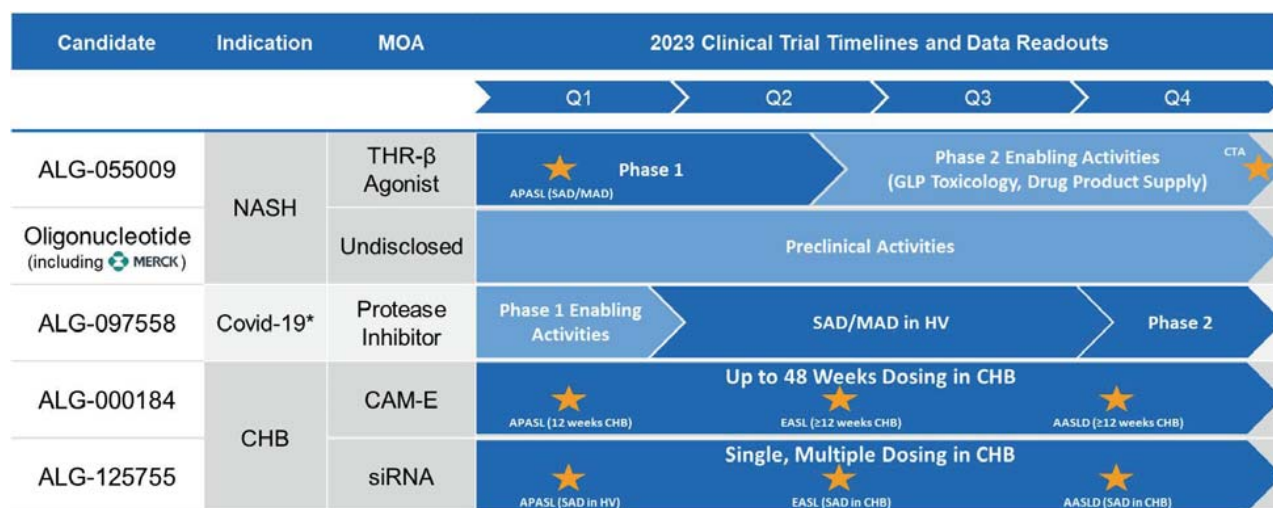 Candidate Indication MOA 2023 Clinical Trial Timelines and Data Readouts
Q1 Q2 Q3 Q4
ALG-055009
NASH
THR-β
Agonist
Phase 1
APASL (SAD/MAD)
Phase 2 Enabling Activities
(GLP Toxicology, Drug Product Supply)
CTA
Oligonucleotide
(including MERCK)
Undisclosed
Preclinical Activities
ALG-097558
Covid-19*
Protease
Inhibitor
Phase 1 Enabling
Activities
SAD/MAD in HV
Phase 2
ALG-000184
CHB
CAM-E
Up to 48 Weeks Dosing in CHB
APASL (12 weeks CHB) EASL (≥12 weeks CHB) AASLD (≥12 weeks CHB)
ALG-125755
siRNA
Single, Multiple Dosing in CHB
APASL (SAD in HV) EASL (SAD in CHB) AASLD (SAD in CHB)